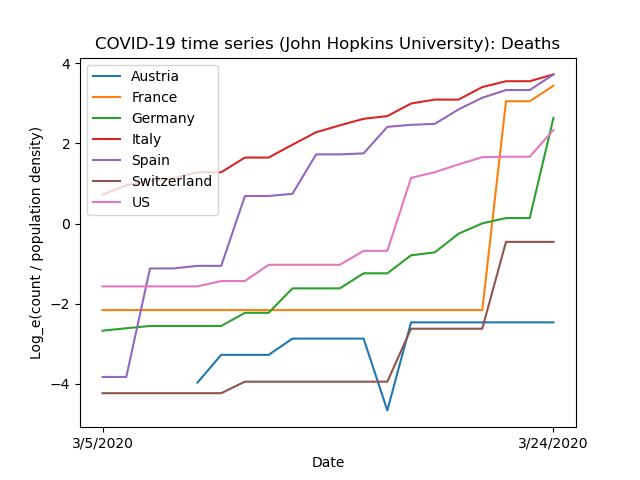 COVID-19 time series (John Hopkins University): Deaths
Log_e(count / population density)
4
2
0
−2
−4
Austria
France
Germany
Italy
Spain
Switzerland
US
3/5/2020
3/24/2020
Date